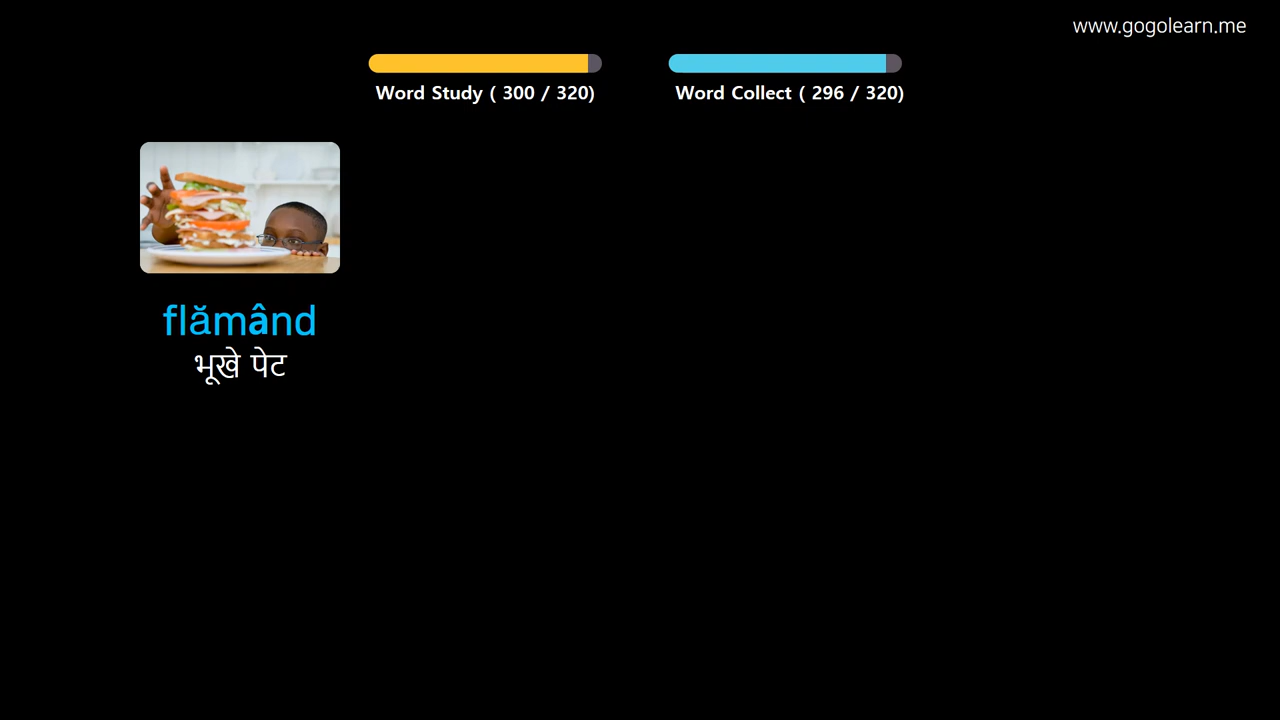 www.gogolearn.me
Word Study ( 300 / 320)
Word Collect ( 296 / 320)
flămând
भूखे पेट